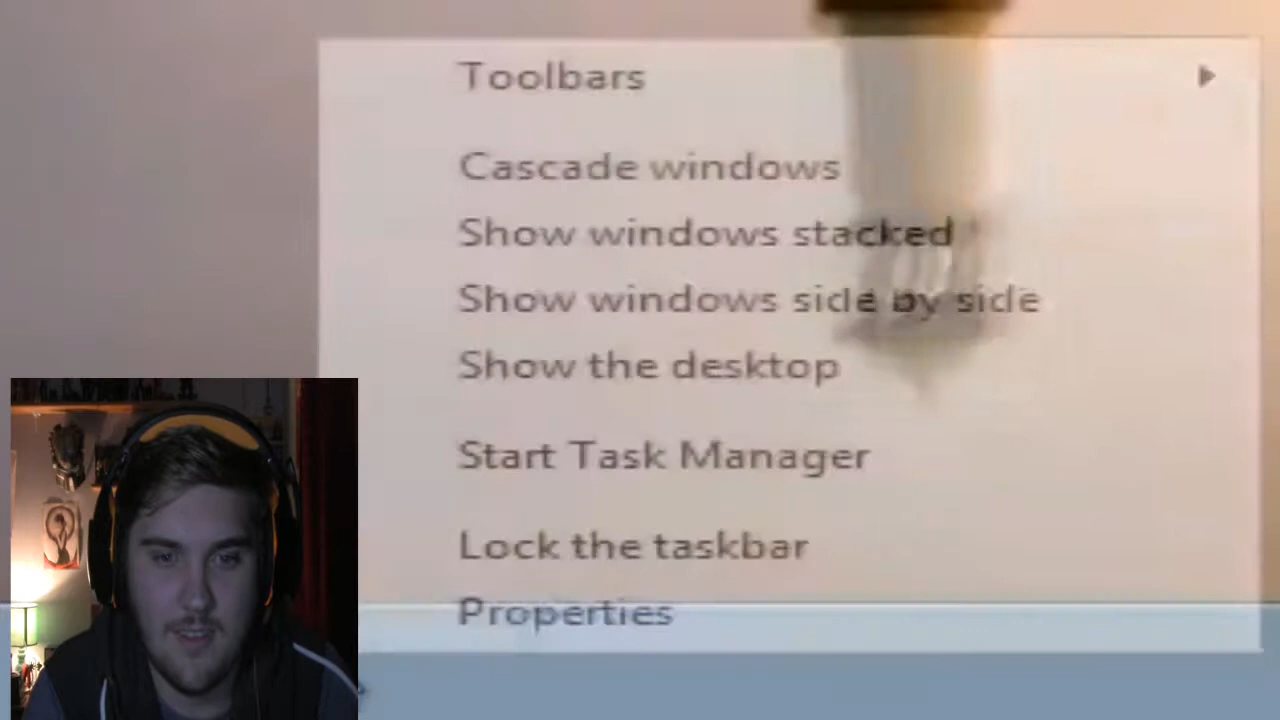 Toolbars
Cascade windows
Show windows stacked
Show windows side by side
Show the desktop
Start Task Manager
Lock the taskbar
Properties